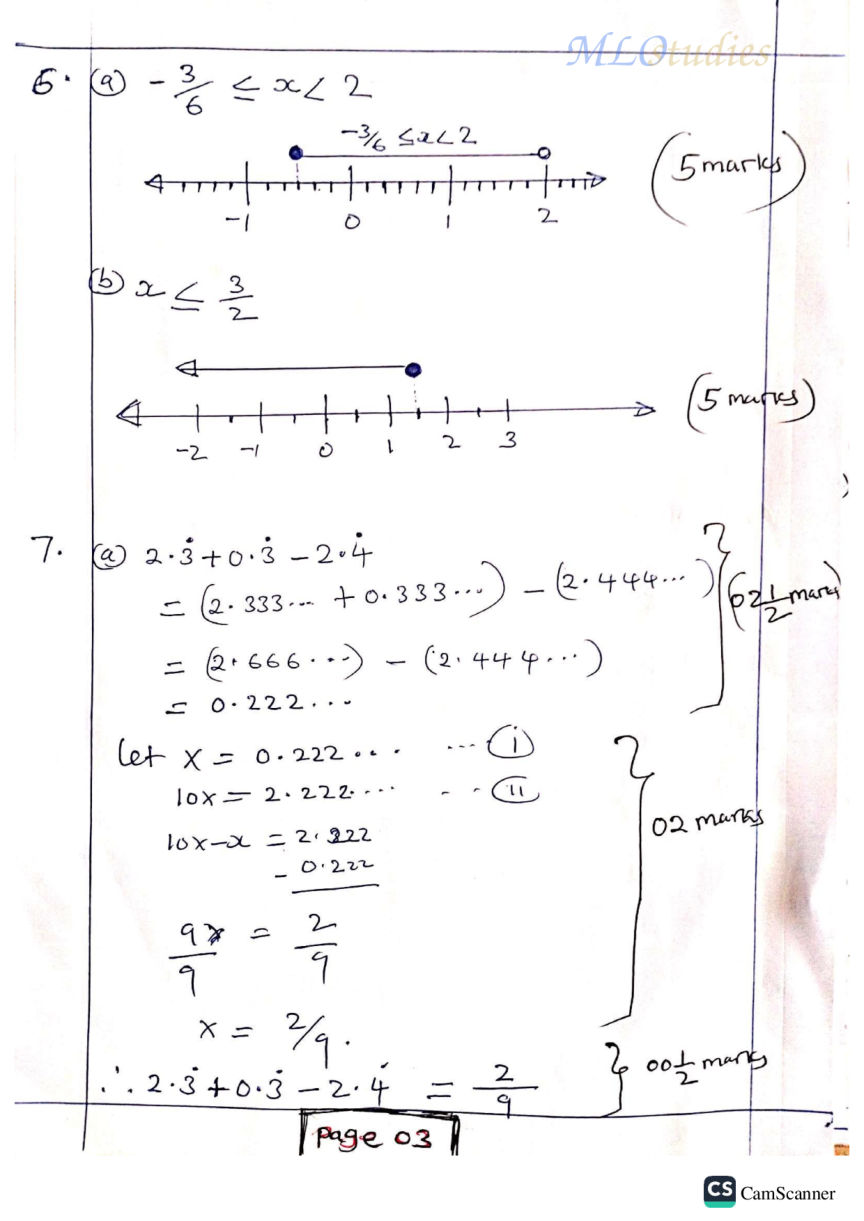 MLOtudies
6. (a) -3/6 ≤ x < 2
-3/6 ≤ x < 2
(5 marks)
-1 0 1 2
(b) x ≤ 3/2
(5 marks)
-2 -1 0 1 2 3
7. (a) 2.3̇ + 0.3̇ - 2.4̇
= (2.333... + 0.333...) - (2.444...)
(02 1/2 marks)
= (2.666...) - (2.444...)
= 0.222...
Let x = 0.222.... ...(i)
10x = 2.222.... ..(ii)
02 marks
10x-x = 2.222
- 0.222
9x/9 = 2/9
x = 2/9.
00 1/2 marks
∴ 2.3̇ + 0.3̇ - 2.4̇ = 2/9
Page 03
CS CamScanner